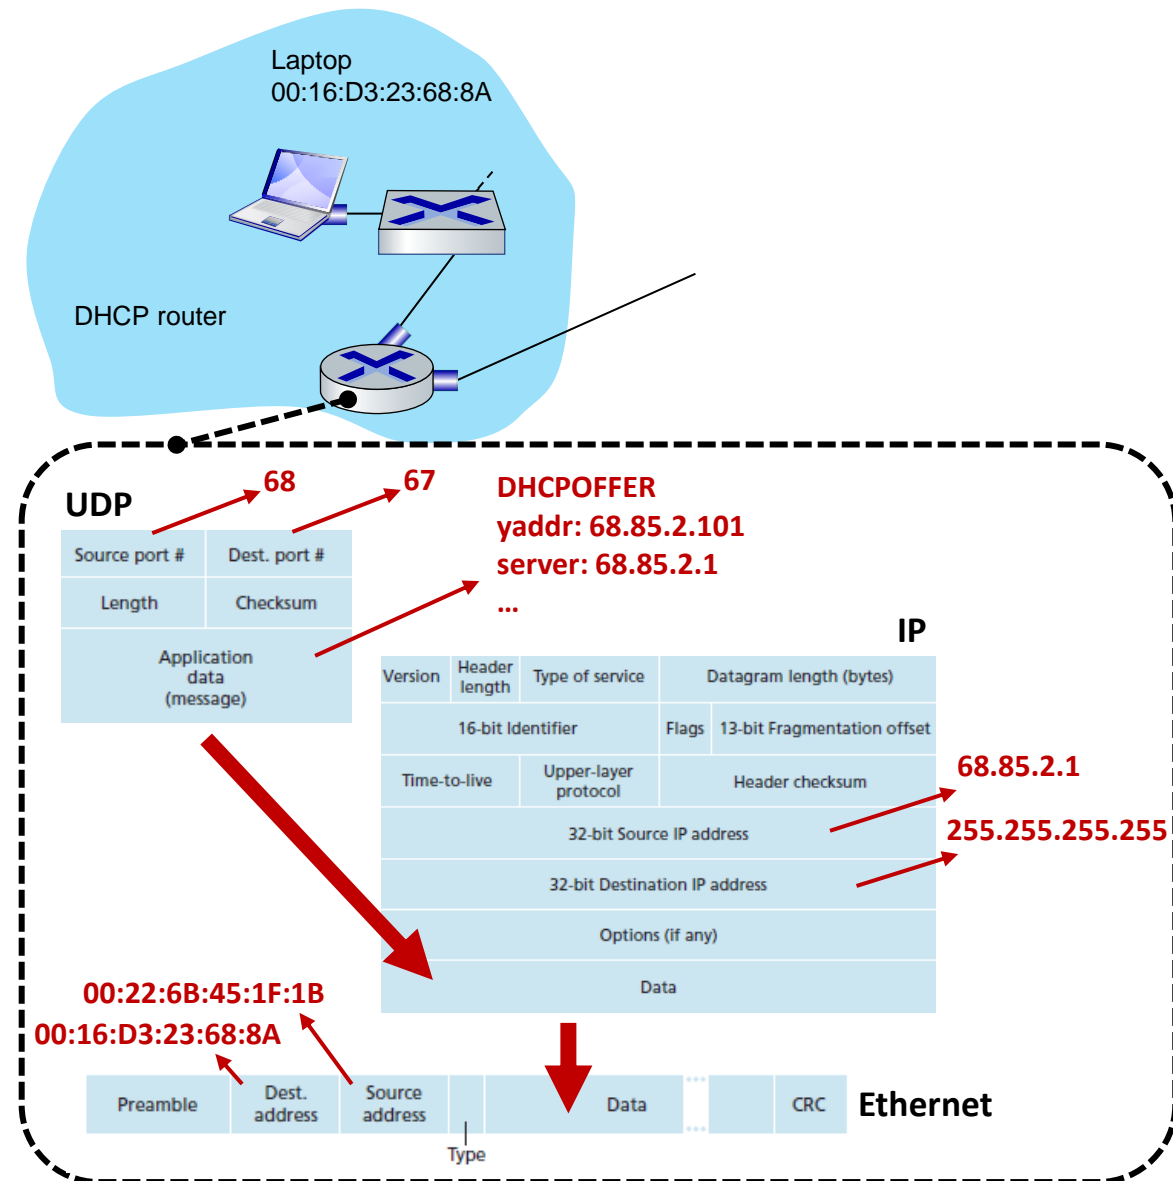 Laptop
00:16:D3:23:68:8A
DHCP router
UDP
68
67
DHCPOFFER
yaddr: 68.85.2.101
server: 68.85.2.1
...
Source port #
Dest. port #
Length
Checksum
Application
data
(message)
IP
Version
Header
length
Type of service
Datagram length (bytes)
16-bit Identifier
Flags
13-bit Fragmentation offset
Time-to-live
Upper-layer
protocol
Header checksum
68.85.2.1
32-bit Source IP address
255.255.255.255
32-bit Destination IP address
Options (if any)
Data
00:22:6B:45:1F:1B
00:16:D3:23:68:8A
Preamble
Dest.
address
Source
address
Data
CRC
Ethernet
Type